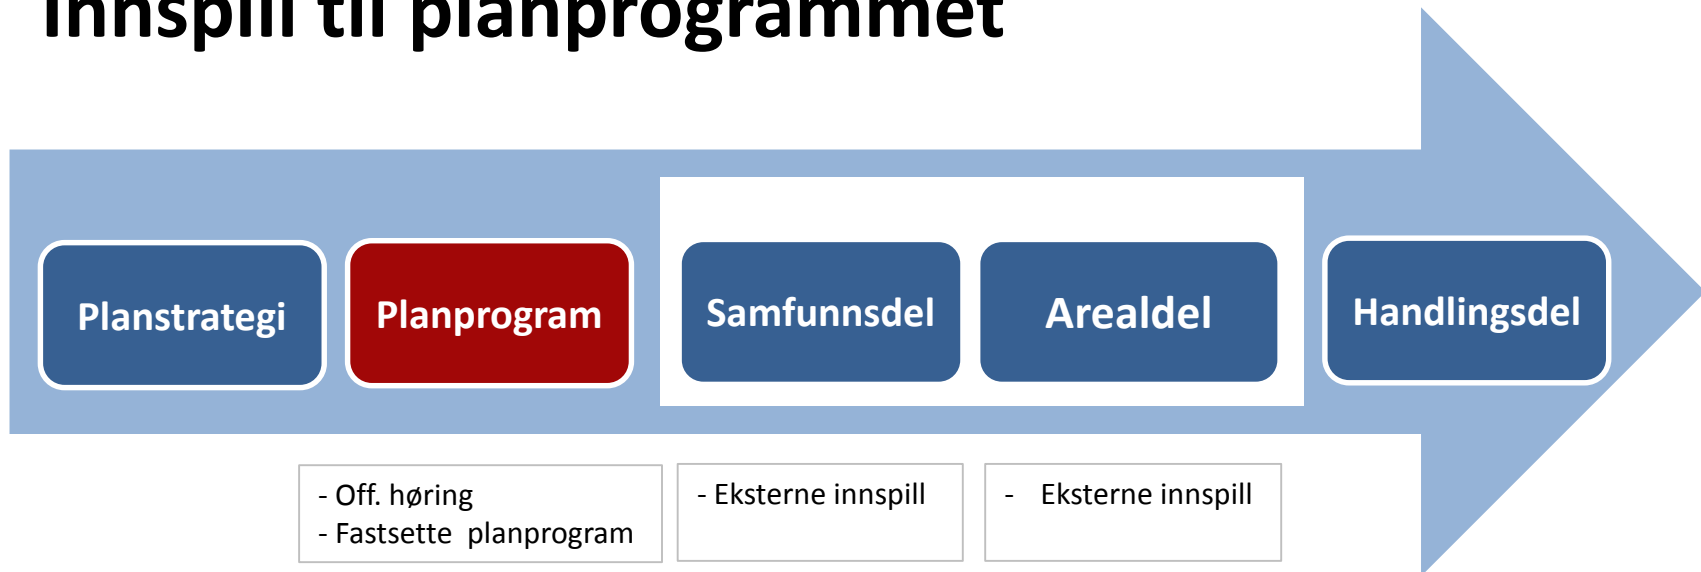 Innspill til planprogrammet
Planstrategi
Planprogram
Samfunnsdel
Arealdel
Handlingsdel
- Off. høring
- Fastsette planprogram
- Eksterne innspill
- Eksterne innspill